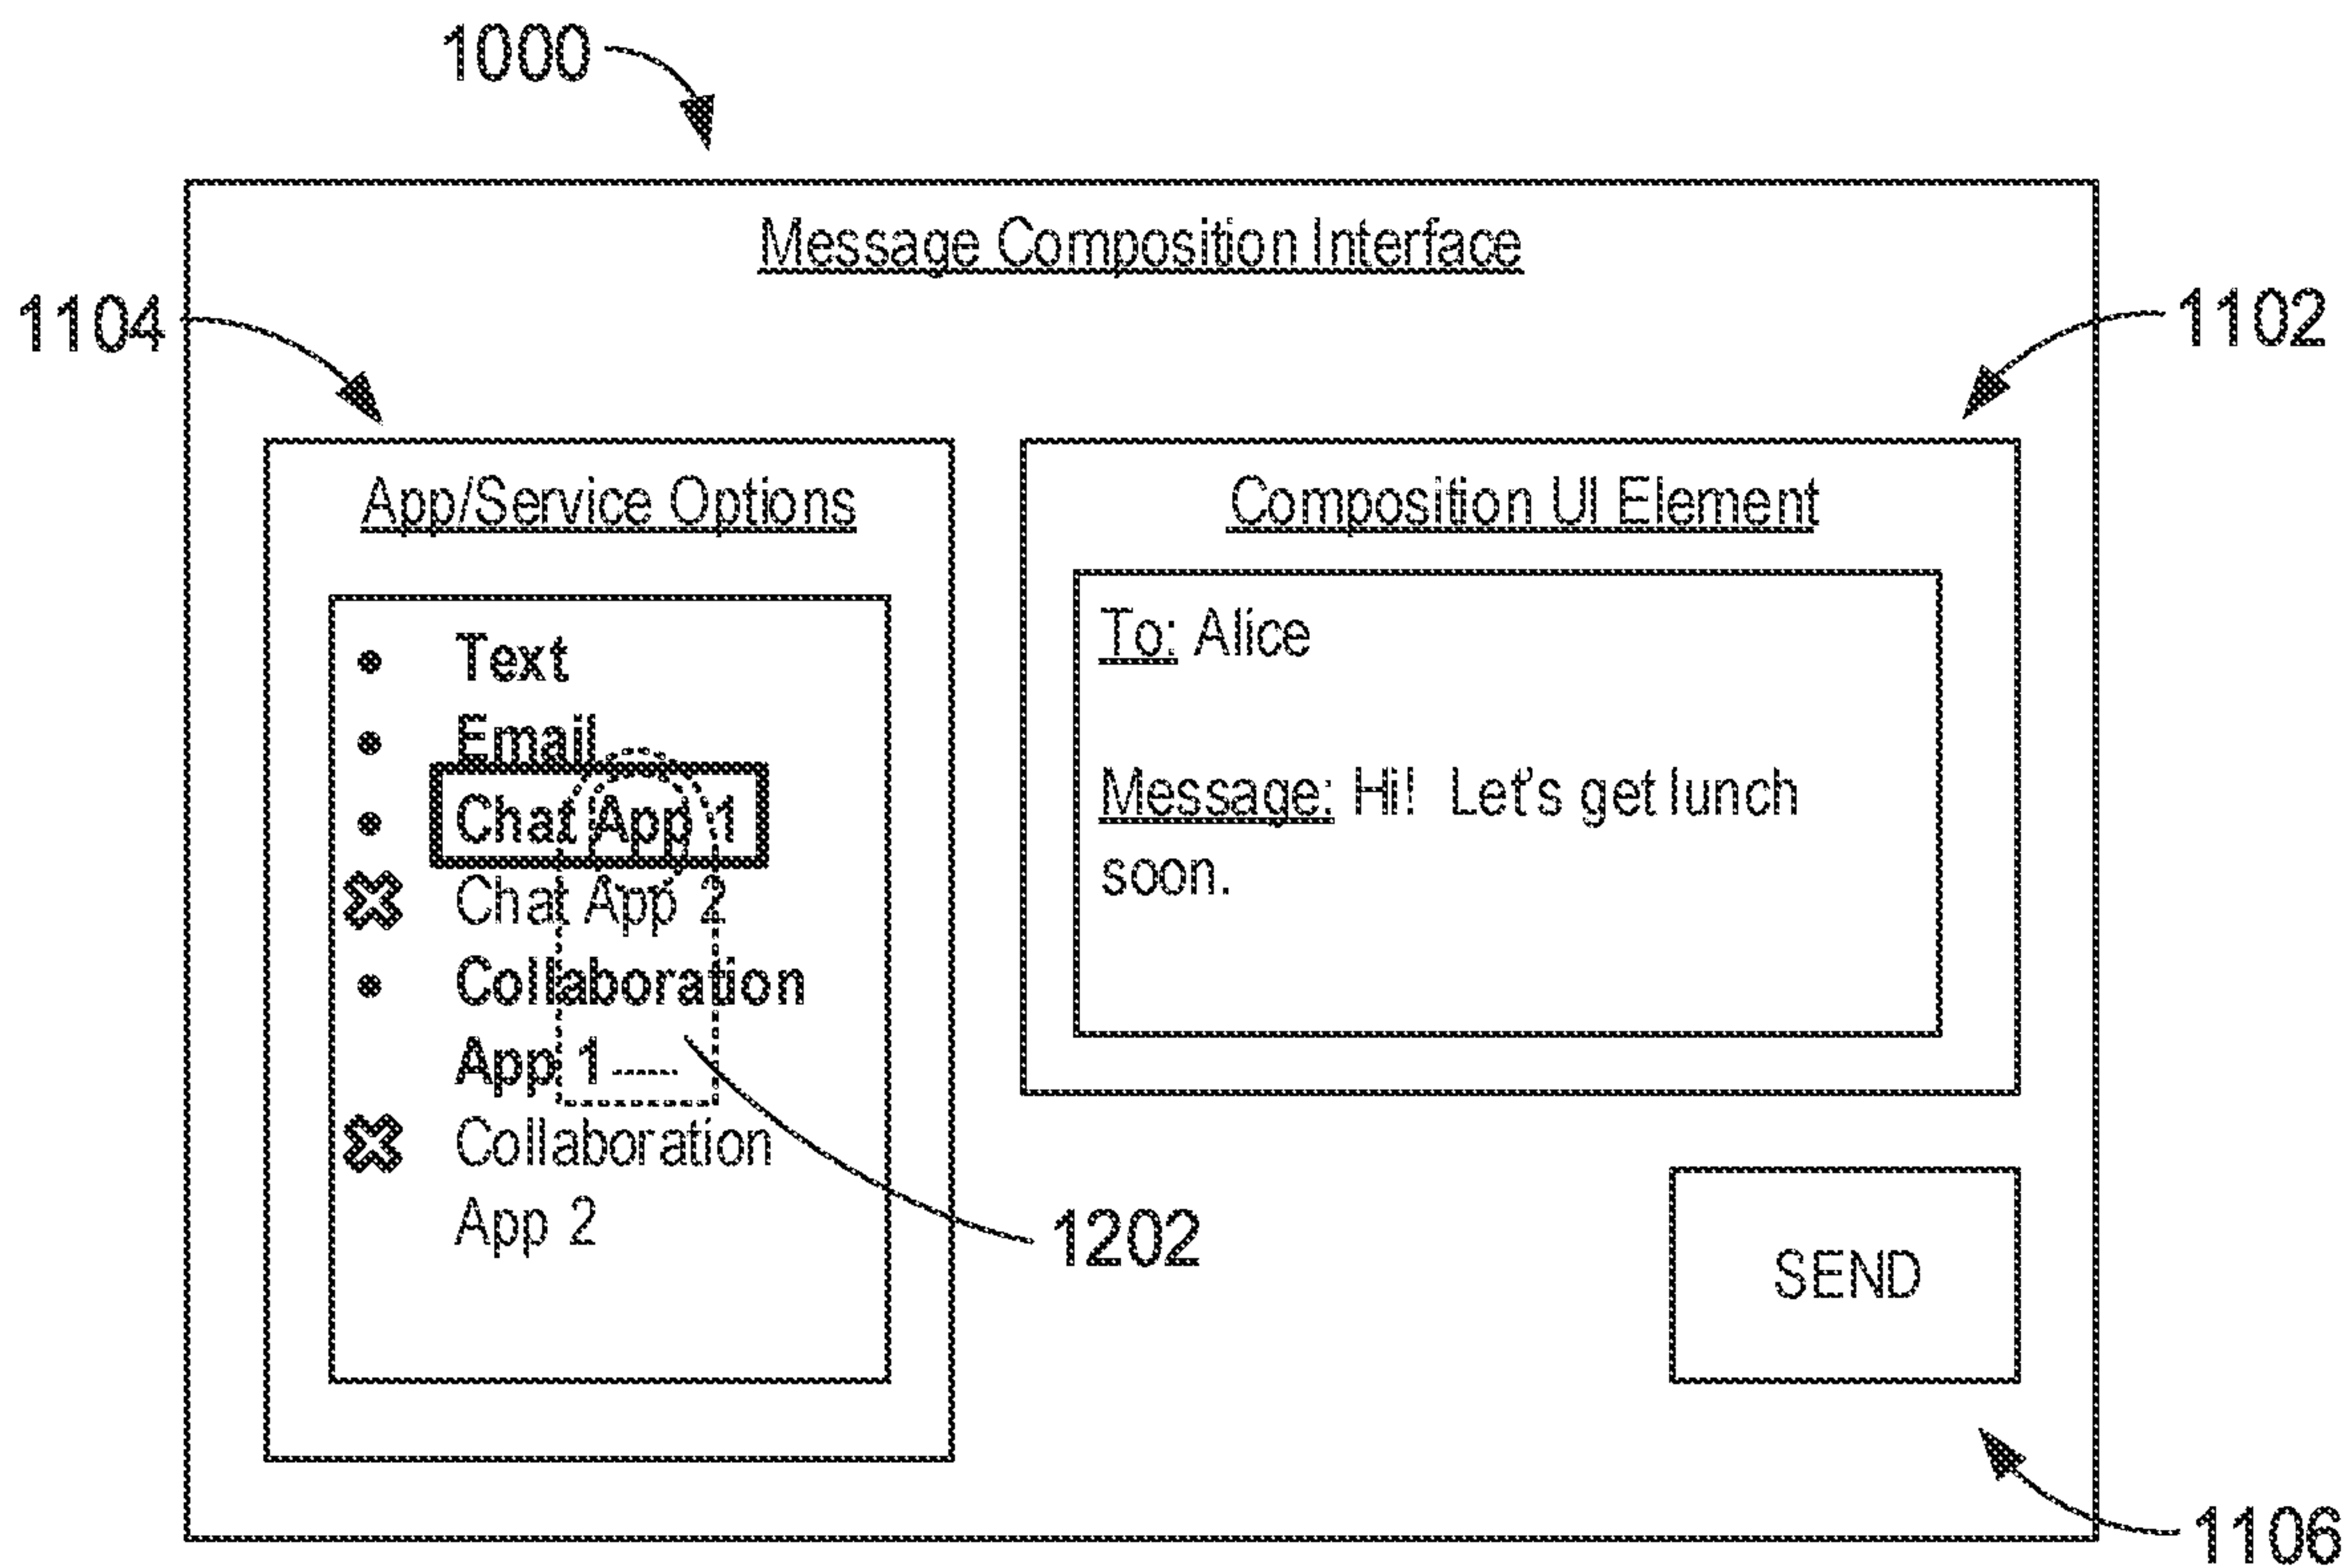 1000
Message Composition Interface
1104
1102
App/Service Options
• Text
• Email
• Chat App 1
Chat App 2
• Collaboration
App 1
Collaboration
App 2
Composition UI Element
To: Alice
Message: Hi! Let's get lunch
soon.
1202
SEND
1106